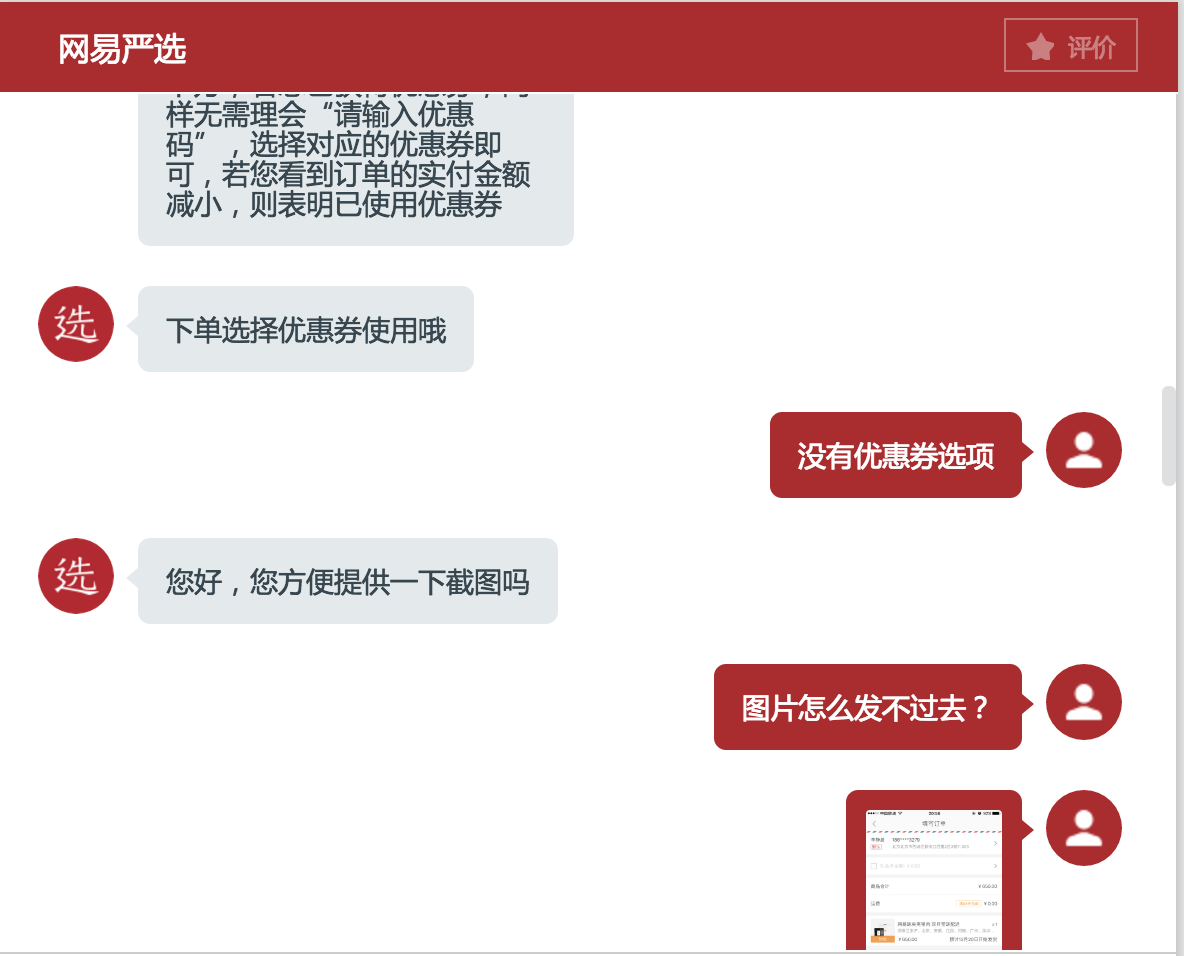 网易严选
评价
样无需理会“请输入优惠
码”，选择对应的优惠券即
可，若您看到订单的实付金额
减小，则表明已使用优惠券
选
下单选择优惠券使用哦
没有优惠券选项
选
您好，您方便提供一下截图吗
图片怎么发不过去？
填写订单